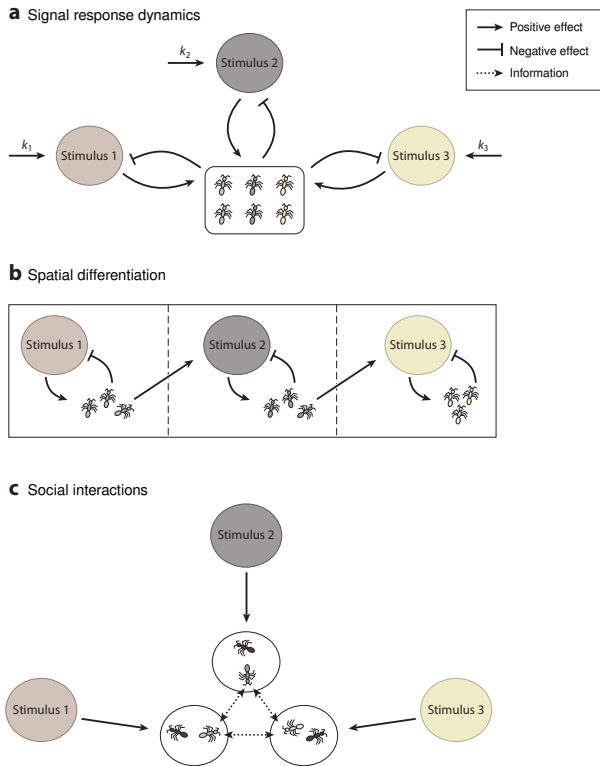 a Signal response dynamics
Positive effect
Negative effect
Information
k2
Stimulus 2
k1
Stimulus 1
Stimulus 3
k3
b Spatial differentiation
Stimulus 1
Stimulus 2
Stimulus 3
c Social interactions
Stimulus 2
Stimulus 1
Stimulus 3